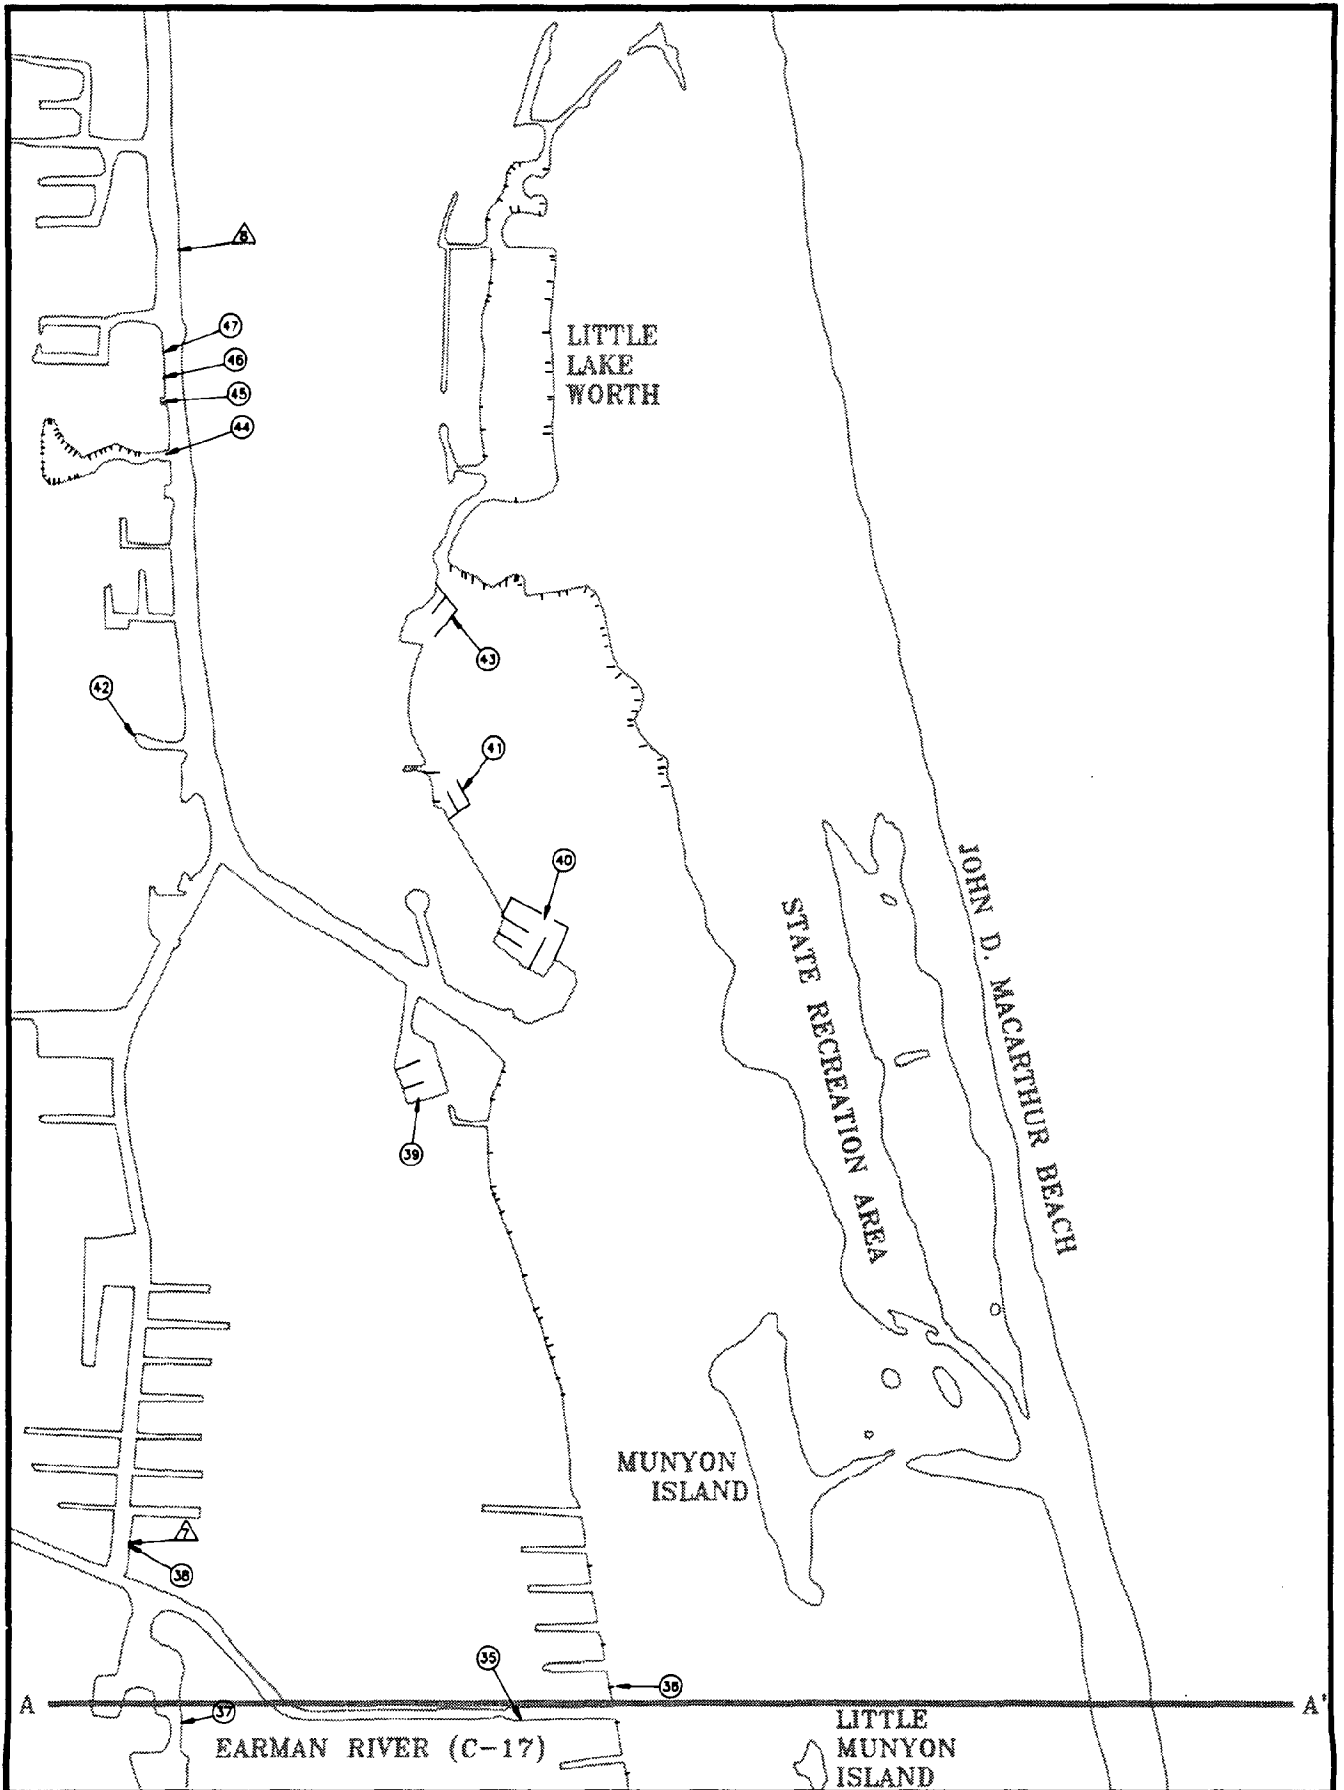 8
47
46
45
44
LITTLE
LAKE
WORTH
43
42
41
40
39
JOHN D. MACARTHUR BEACH
STATE RECREATION AREA
MUNYON
ISLAND
7
38
35
36
A
A'
37
EARMAN RIVER (C-17)
LITTLE
MUNYON
ISLAND